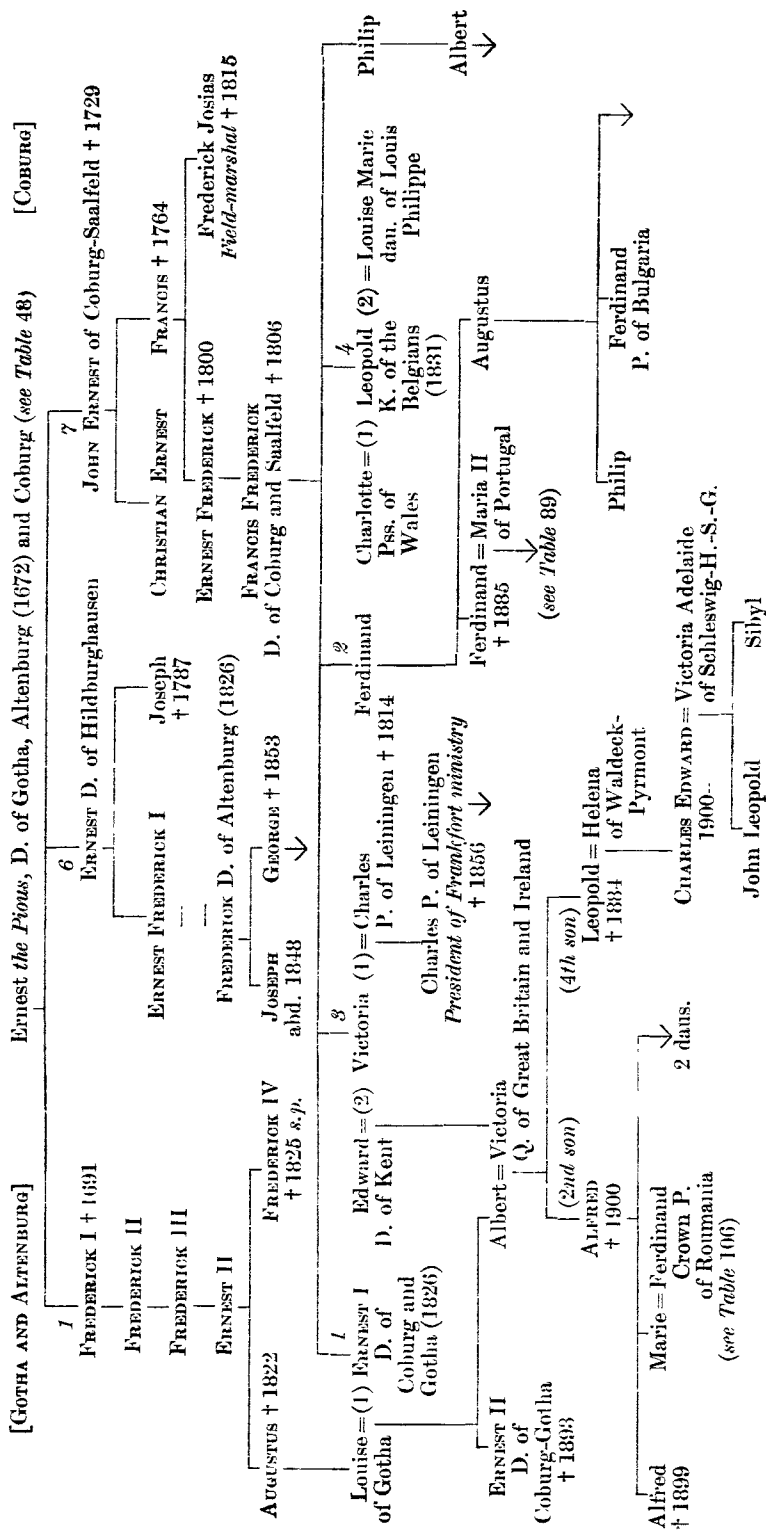 Ernest the Pious, D. of Gotha, Altenburg (1672) and Coburg (see Table 48)
[GOTHA AND ALTENBURG]
[COBURG]
1
FREDERICK I † 1691
FREDERICK II
FREDERICK III
ERNEST II
AUGUSTUS † 1822
FREDERICK IV
† 1825 s.p.
6
ERNEST D. of Hildburghausen
ERNEST FREDERICK I
Joseph
† 1787
FREDERICK D. of Altenburg (1826)
JOSEPH
abd. 1848
GEORGE † 1853
7
JOHN ERNEST of Coburg-Saalfeld † 1729
CHRISTIAN ERNEST
FRANCIS † 1764
ERNEST FREDERICK † 1800
Frederick Josias
Field-marshal † 1815
FRANCIS FREDERICK
D. of Coburg and Saalfeld † 1806
1
3
2
4
Louise = (1) ERNEST I
of Gotha
D. of
Coburg and
Gotha (1826)
Edward = (2) Victoria (1) = Charles
D. of Kent
P. of Leiningen † 1814
Charles P. of Leiningen
President of Frankfort ministry
† 1856
Ferdinand
Charlotte = (1) Leopold (2) = Louise Marie
Pss. of
Wales
K. of the
Belgians
(1831)
dau. of Louis
Philippe
Philip
Albert
ERNEST II
D. of
Coburg-Gotha
† 1893
Albert = Victoria
Q. of Great Britain and Ireland
Ferdinand = Maria II
† 1885
of Portugal
(see Table 89)
Augustus
(2nd son)
ALFRED
† 1900
(4th son)
Leopold = Helena
† 1884
of Waldeck-
Pyrmont
Philip
Ferdinand
P. of Bulgaria
Alfred
† 1899
Marie = Ferdinand
Crown P.
of Roumania
(see Table 106)
2 daus.
CHARLES EDWARD = Victoria Adelaide
1900--
of Schleswig-H.-S.-G.
John Leopold
Sibyl